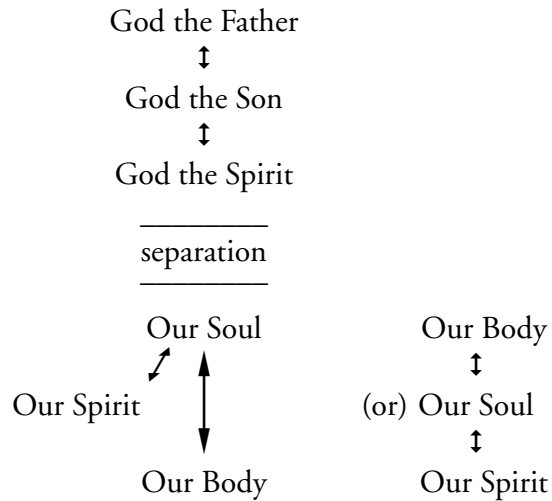 God the Father
God the Son
God the Spirit
separation
Our Soul
Our Spirit
Our Body
Our Body
(or) Our Soul
Our Spirit